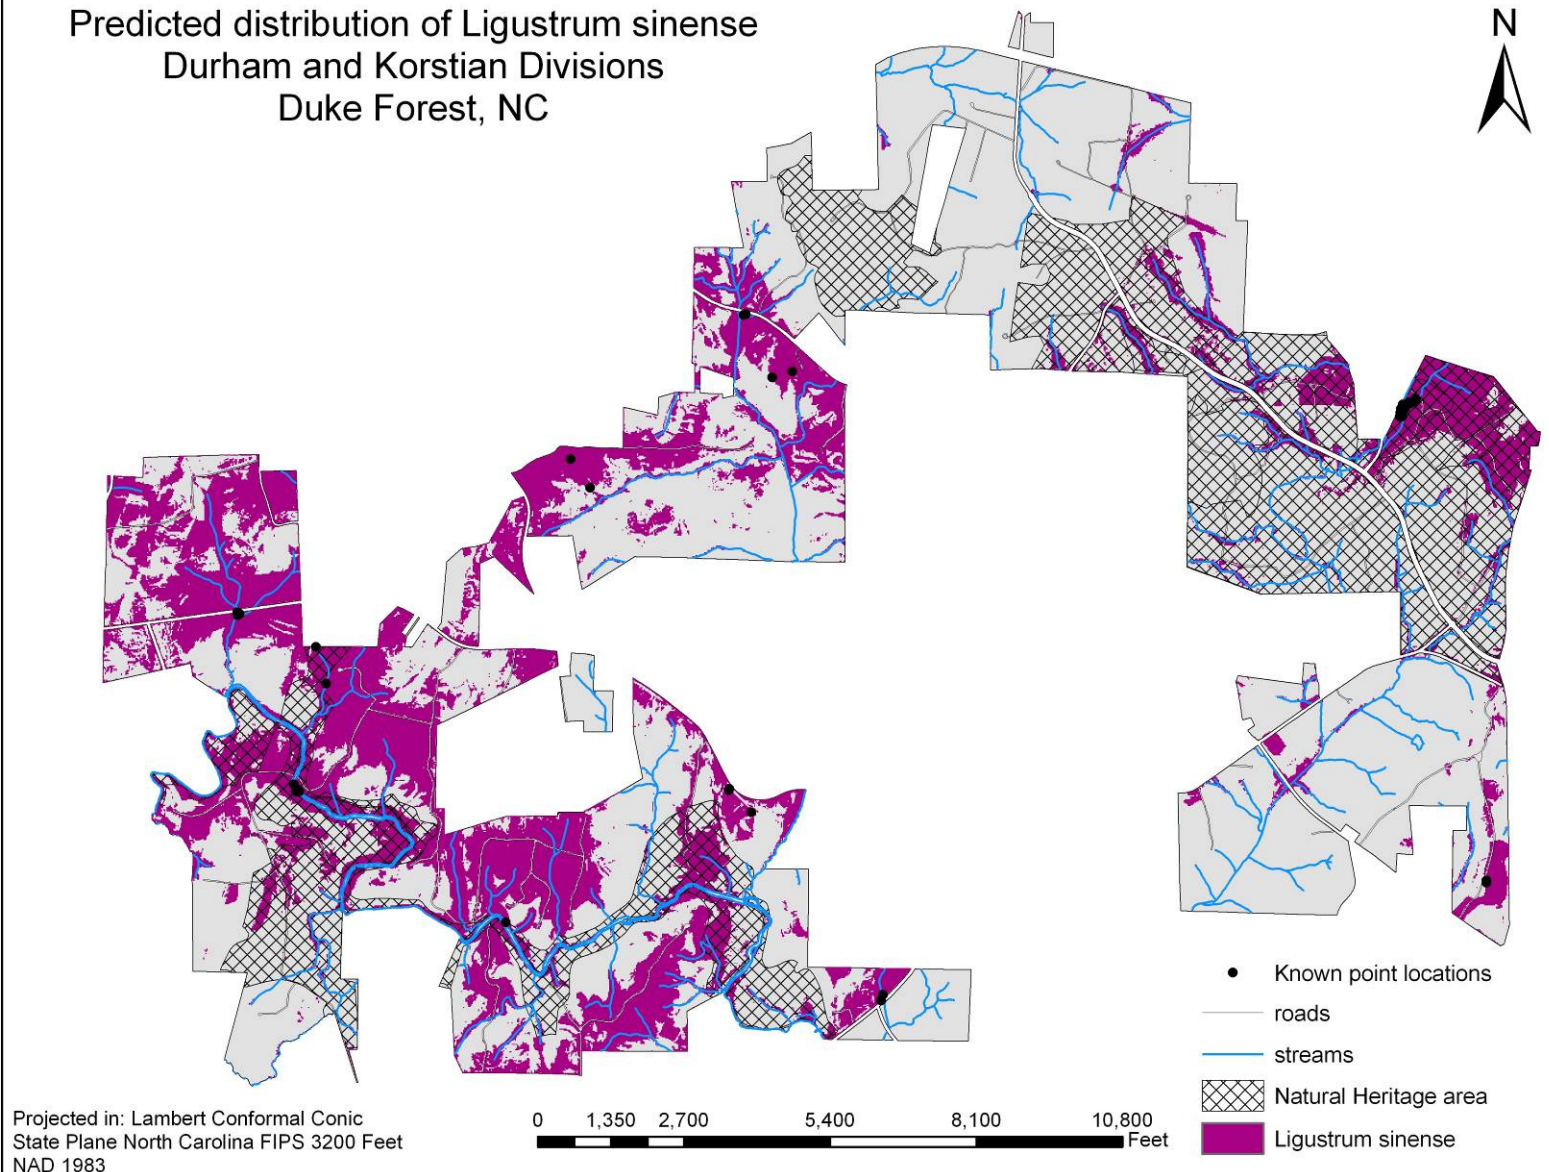 Predicted distribution of Ligustrum sinense
Durham and Korstian Divisions
Duke Forest, NC
N
Known point locations
roads
streams
Natural Heritage area
Ligustrum sinense
Projected in: Lambert Conformal Conic
State Plane North Carolina FIPS 3200 Feet
NAD 1983
0 1,350 2,700 5,400 8,100 10,800
Feet